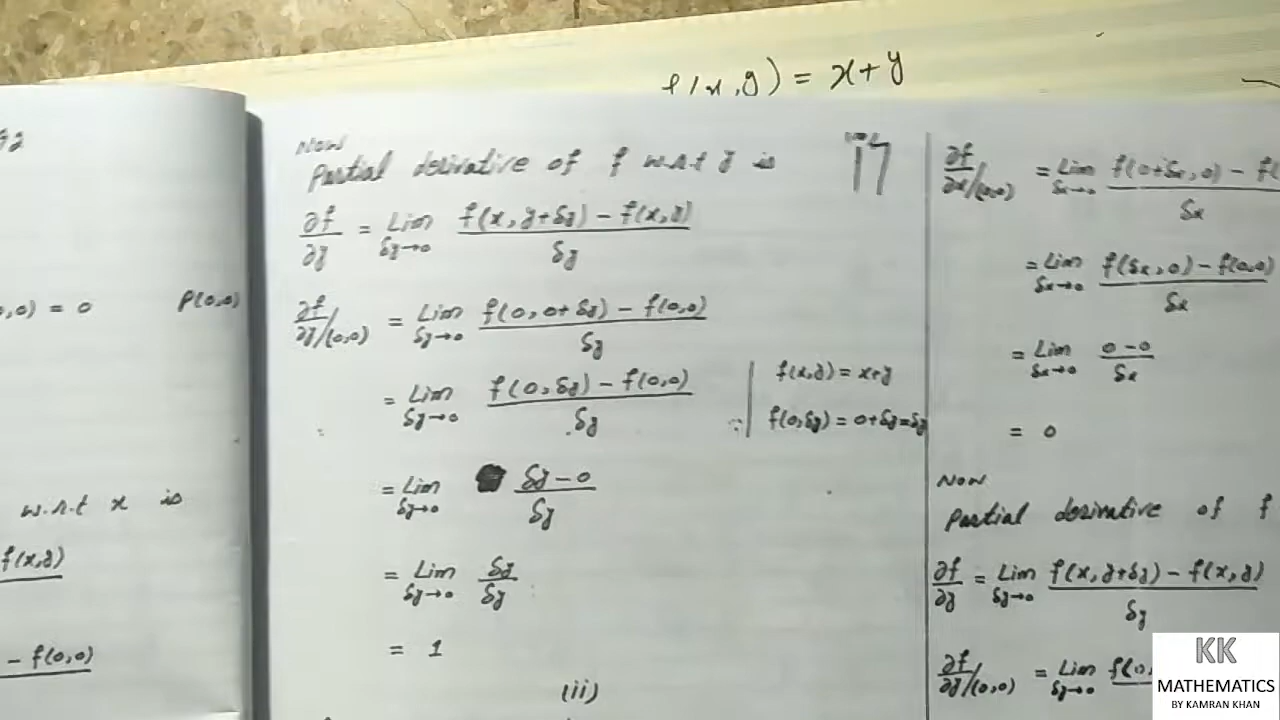 f(x,y) = x+y
,0) = 0 P(0,0)
w.r.t x is
f(x,y)
- f(0,0)
Now
Partial derivative of f w.r.t y is
17
∂f/∂y = Lim δy→0 f(x, y+δy) - f(x,y) / δy
∂f/∂y/(0,0) = Lim δy→0 f(0, 0+δy) - f(0,0) / δy
= Lim δy→0 f(0, δy) - f(0,0) / δy
∵ f(x,y) = x+y
f(0,δy) = 0+δy=δy
= Lim δy→0 δy - 0 / δy
= Lim δy→0 δy / δy
= 1
(ii)
∂f/∂x/(0,0) = Lim δx→0 f(0+δx, 0) - f( / δx
= Lim δx→0 f(δx, 0) - f(0,0) / δx
= Lim δx→0 0-0 / δx
= 0
Now
Partial derivative of f
∂f/∂y = Lim δy→0 f(x, y+δy) - f(x,y) / δy
∂f/∂y/(0,0) = Lim δy→0 f(0,
KK
MATHEMATICS
BY KAMRAN KHAN